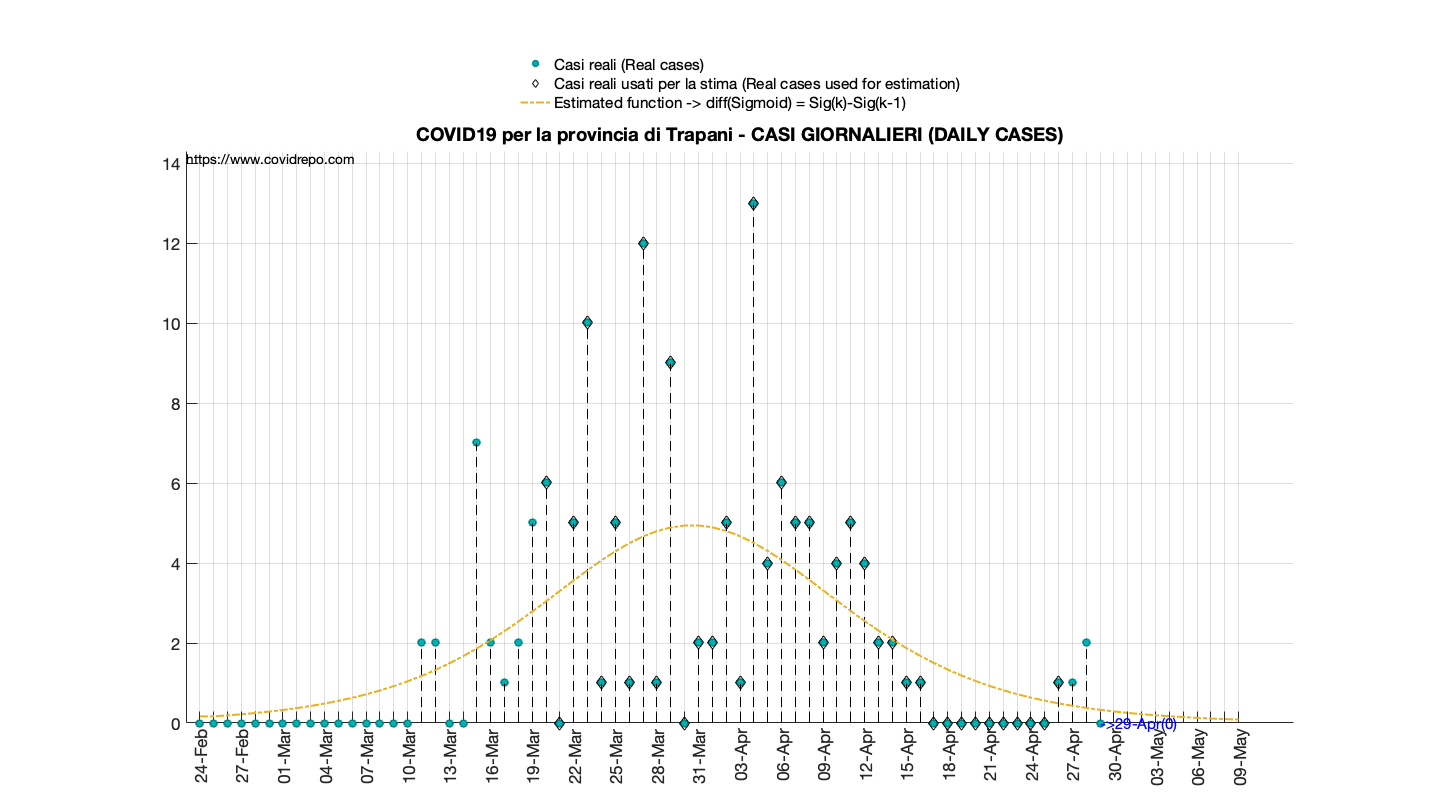 Casi reali (Real cases)
Casi reali usati per la stima (Real cases used for estimation)
Estimated function -> diff(Sigmoid) = Sig(k)-Sig(k-1)
COVID19 per la provincia di Trapani - CASI GIORNALIERI (DAILY CASES)
https://www.covidrepo.com
14
12
10
8
6
4
2
0
->29-Apr(0)
24-Feb
27-Feb
01-Mar
04-Mar
07-Mar
10-Mar
13-Mar
16-Mar
19-Mar
22-Mar
25-Mar
28-Mar
31-Mar
03-Apr
06-Apr
09-Apr
12-Apr
15-Apr
18-Apr
21-Apr
24-Apr
27-Apr
30-Apr
03-May
06-May
09-May